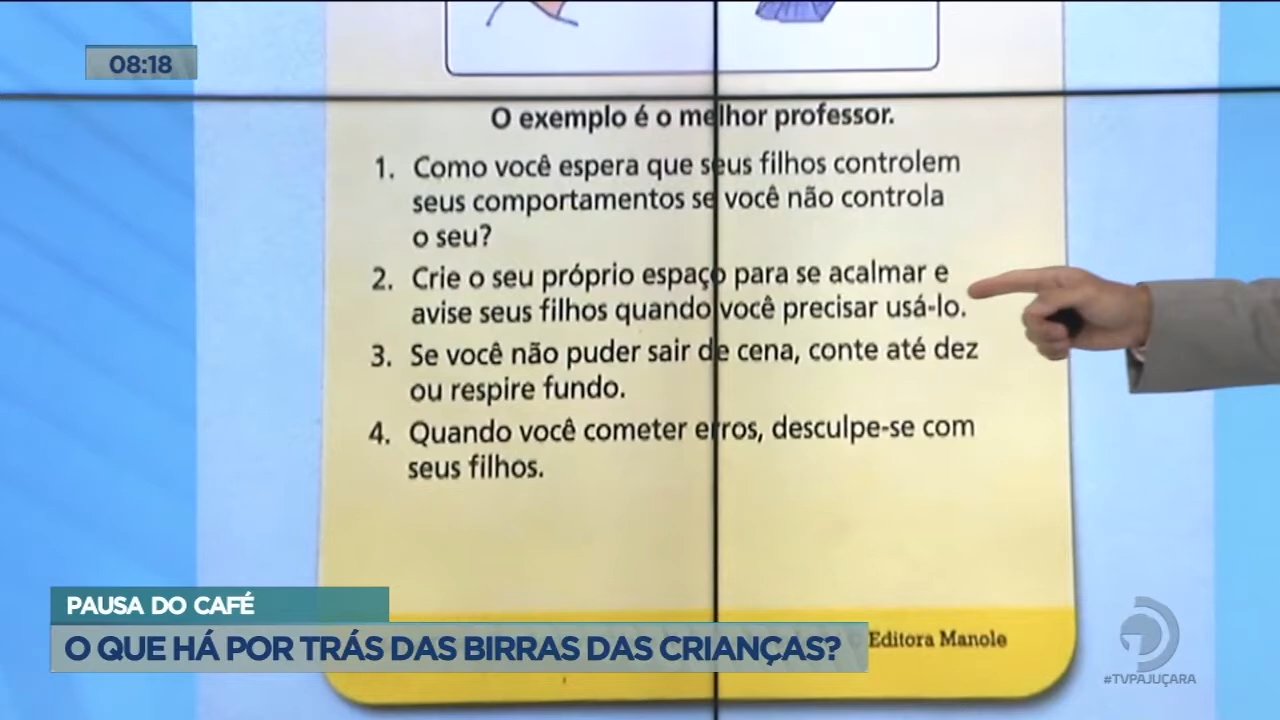 08:18
O exemplo é o melhor professor.
1. Como você espera que seus filhos controlem
seus comportamentos se você não controla
o seu?
2. Crie o seu próprio espaço para se acalmar e
avise seus filhos quando você precisar usá-lo.
3. Se você não puder sair de cena, conte até dez
ou respire fundo.
4. Quando você cometer erros, desculpe-se com
seus filhos.
PAUSA DO CAFÉ
O QUE HÁ POR TRÁS DAS BIRRAS DAS CRIANÇAS?
Editora Manole
#TVPAJUÇARA